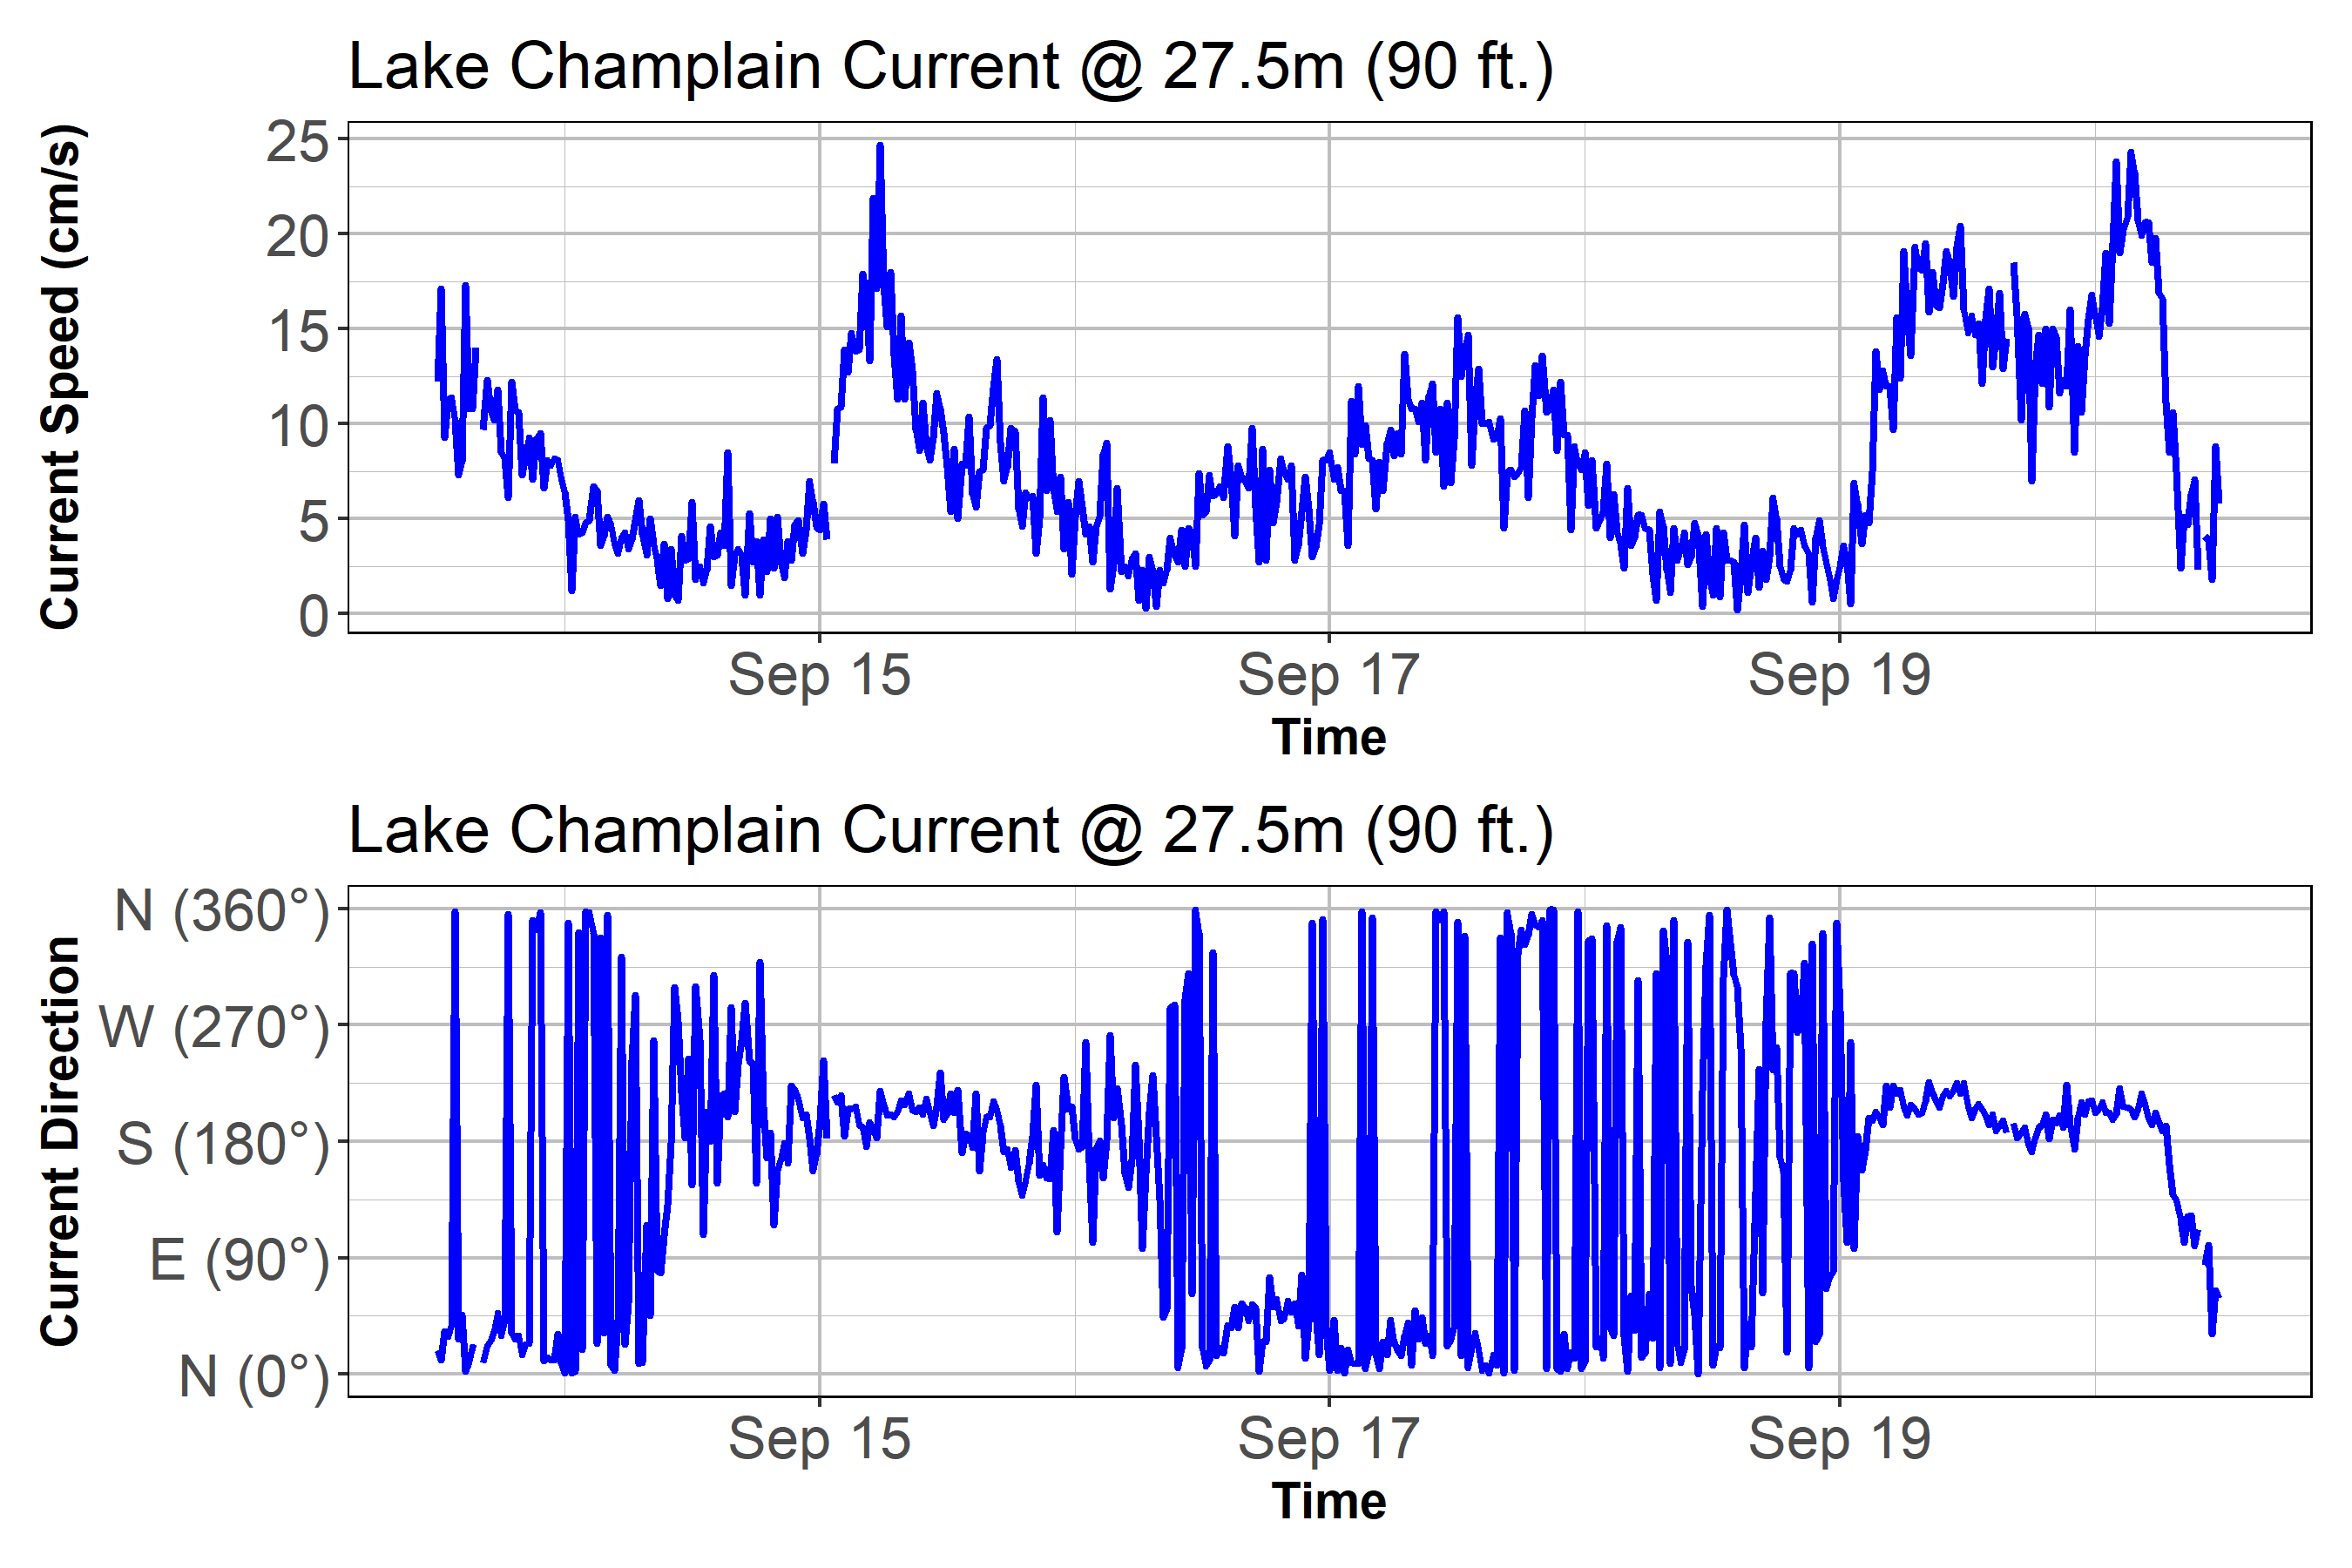 Lake Champlain Current @ 27.5m (90 ft.)
Current Speed (cm/s)
25
20
15
10
5
0
Sep 15 Sep 17 Sep 19
Time
Lake Champlain Current @ 27.5m (90 ft.)
Current Direction
N (360°)
W (270°)
S (180°)
E (90°)
N (0°)
Sep 15 Sep 17 Sep 19
Time